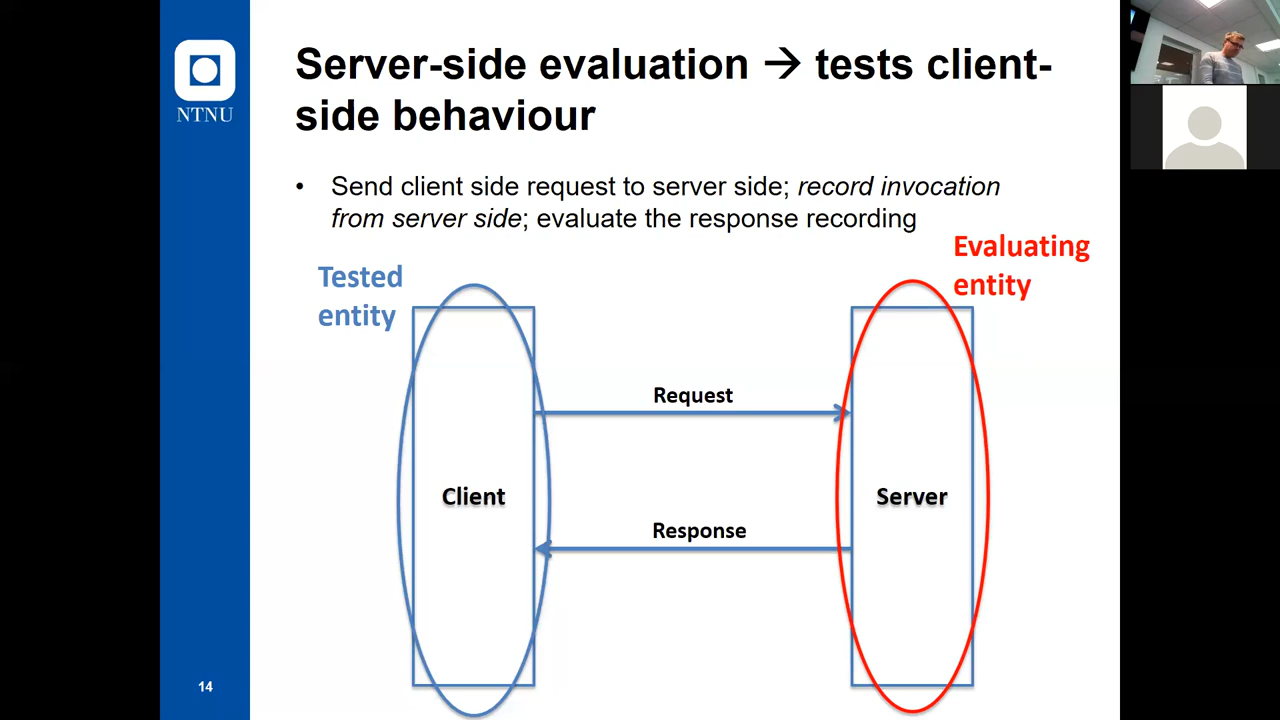 Server-side evaluation → tests client-
side behaviour
NTNU
• Send client side request to server side; record invocation
from server side; evaluate the response recording
Evaluating
entity
Tested
entity
Request
Client
Server
Response
14